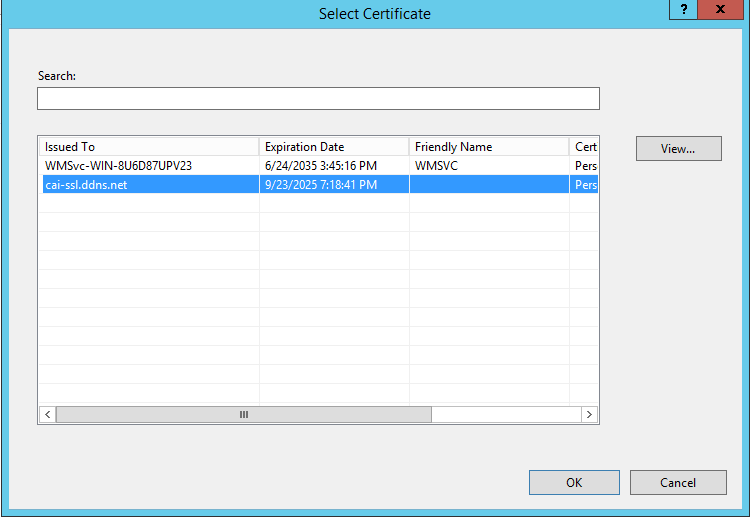 Select Certificate
? x
Search:
Issued To Expiration Date Friendly Name Cert
WMSvc-WIN-8U6D87UPV23 6/24/2035 3:45:16 PM WMSVC Pers
cai-ssl.ddns.net 9/23/2025 7:18:41 PM Pers
View...
OK Cancel